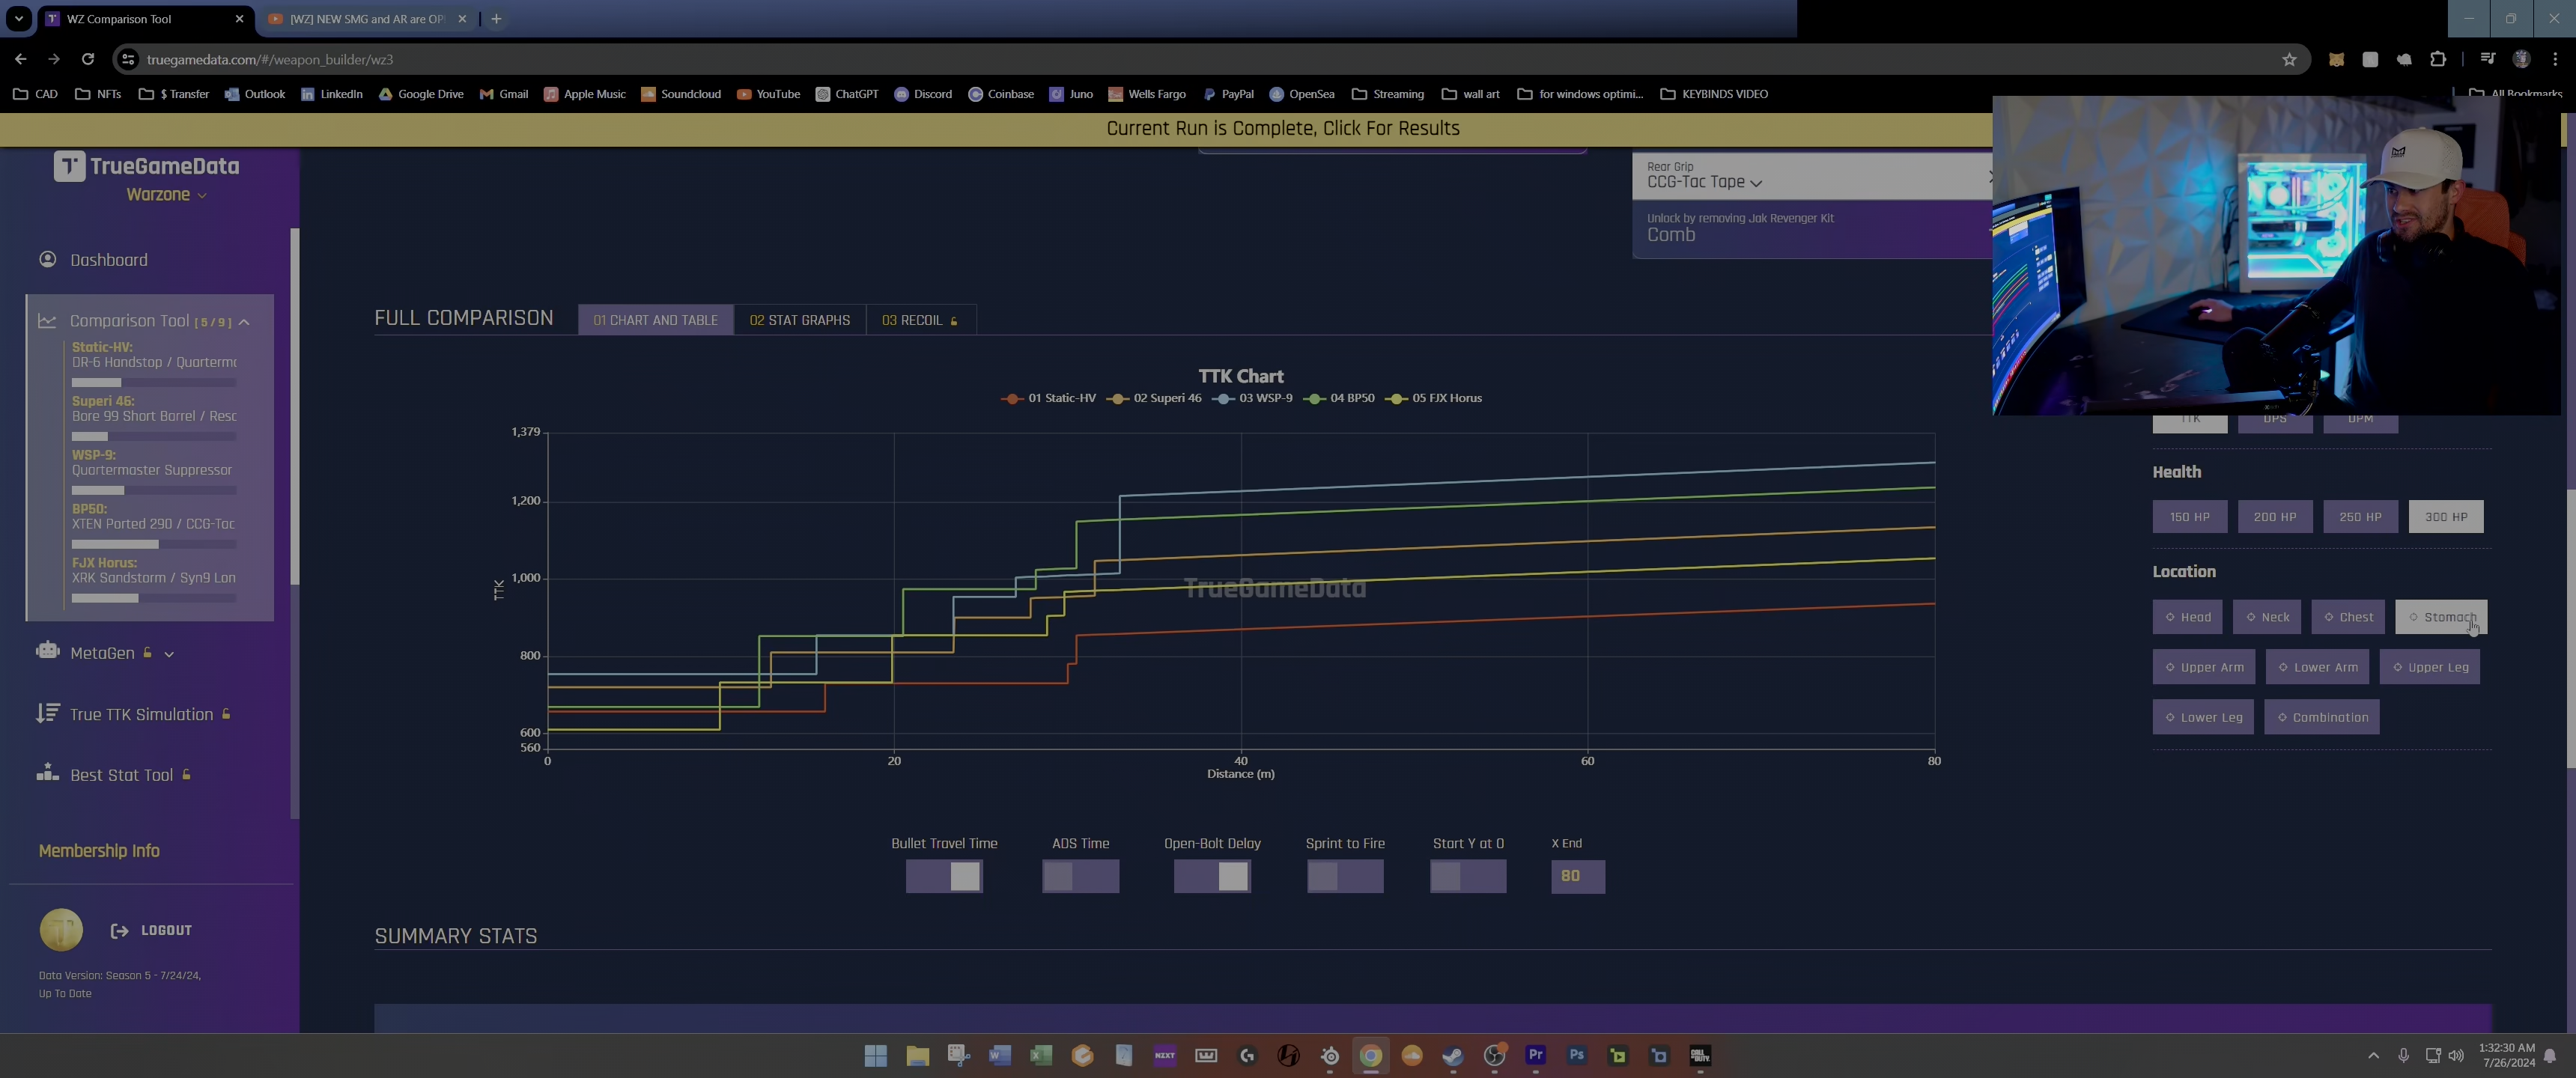 WZ Comparison Tool
[WZ] NEW SMG and AR are OP
truegamedata.com/#/weapon_builder/wz3
CAD
NFTs
$ Transfer
Outlook
LinkedIn
Google Drive
Gmail
Apple Music
Soundcloud
YouTube
ChatGPT
Discord
Coinbase
Juno
Wells Fargo
PayPal
OpenSea
Streaming
wall art
for windows optimi...
KEYBINDS VIDEO
All Bookmarks
Current Run is Complete, Click For Results
TrueGameData
Warzone
Dashboard
Comparison Tool [ 5 / 9 ]
Static-HV:
DR-6 Handstop / Quarterm
Superi 46:
Bore 99 Short Barrel / Resc
WSP-9:
Quartermaster Suppressor
BP50:
XTEN Ported 290 / CCG-Tac
FJX Horus:
XRK Sandstorm / Syn9 Lon
MetaGen
True TTK Simulation
Best Stat Tool
Membership Info
LOGOUT
Data Version: Season 5 - 7/24/24,
Up To Date
Rear Grip
CCG-Tac Tape
Unlock by removing Jak Revenger Kit
Comb
FULL COMPARISON
01 CHART AND TABLE
02 STAT GRAPHS
03 RECOIL
TTK Chart
01 Static-HV
02 Superi 46
03 WSP-9
04 BP50
05 FJX Horus
1,379
1,200
1,000
800
600
560
TTK
TrueGameData
0
20
40
60
80
Distance (m)
Bullet Travel Time
ADS Time
Open-Bolt Delay
Sprint to Fire
Start Y at 0
X End
80
SUMMARY STATS
TTK
DPS
DPM
Health
150 HP
200 HP
250 HP
300 HP
Location
Head
Neck
Chest
Stomach
Upper Arm
Lower Arm
Upper Leg
Lower Leg
Combination
NZXT
Pr
Ps
CALL OF DUTY
1:32:30 AM
7/26/2024